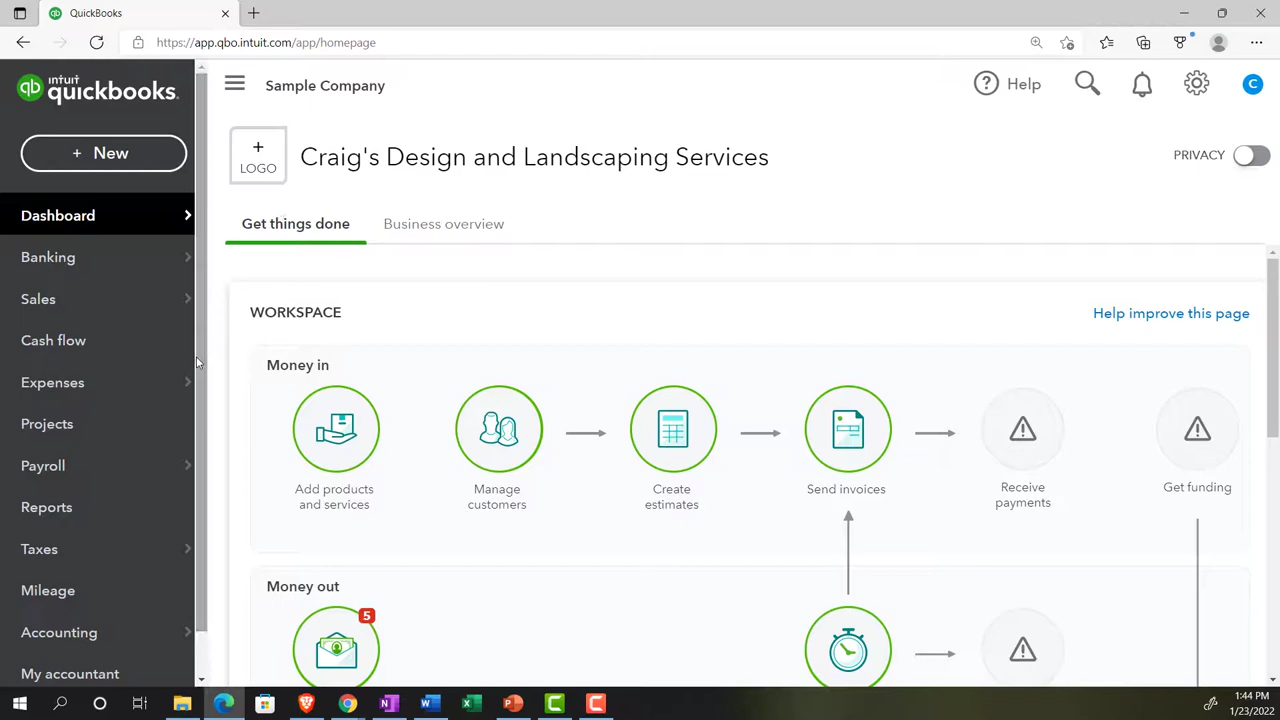 QuickBooks
https://app.qbo.intuit.com/app/homepage
intuit
quickbooks.
Sample Company
Help
C
+ New
+
LOGO
Craig's Design and Landscaping Services
PRIVACY
Dashboard
Get things done
Business overview
Banking
Sales
Cash flow
Expenses
Projects
Payroll
Reports
Taxes
Mileage
Accounting
My accountant
WORKSPACE
Help improve this page
Money in
Add products
and services
Manage
customers
Create
estimates
Send invoices
Receive
payments
Get funding
Money out
5
1:44 PM
1/23/2022